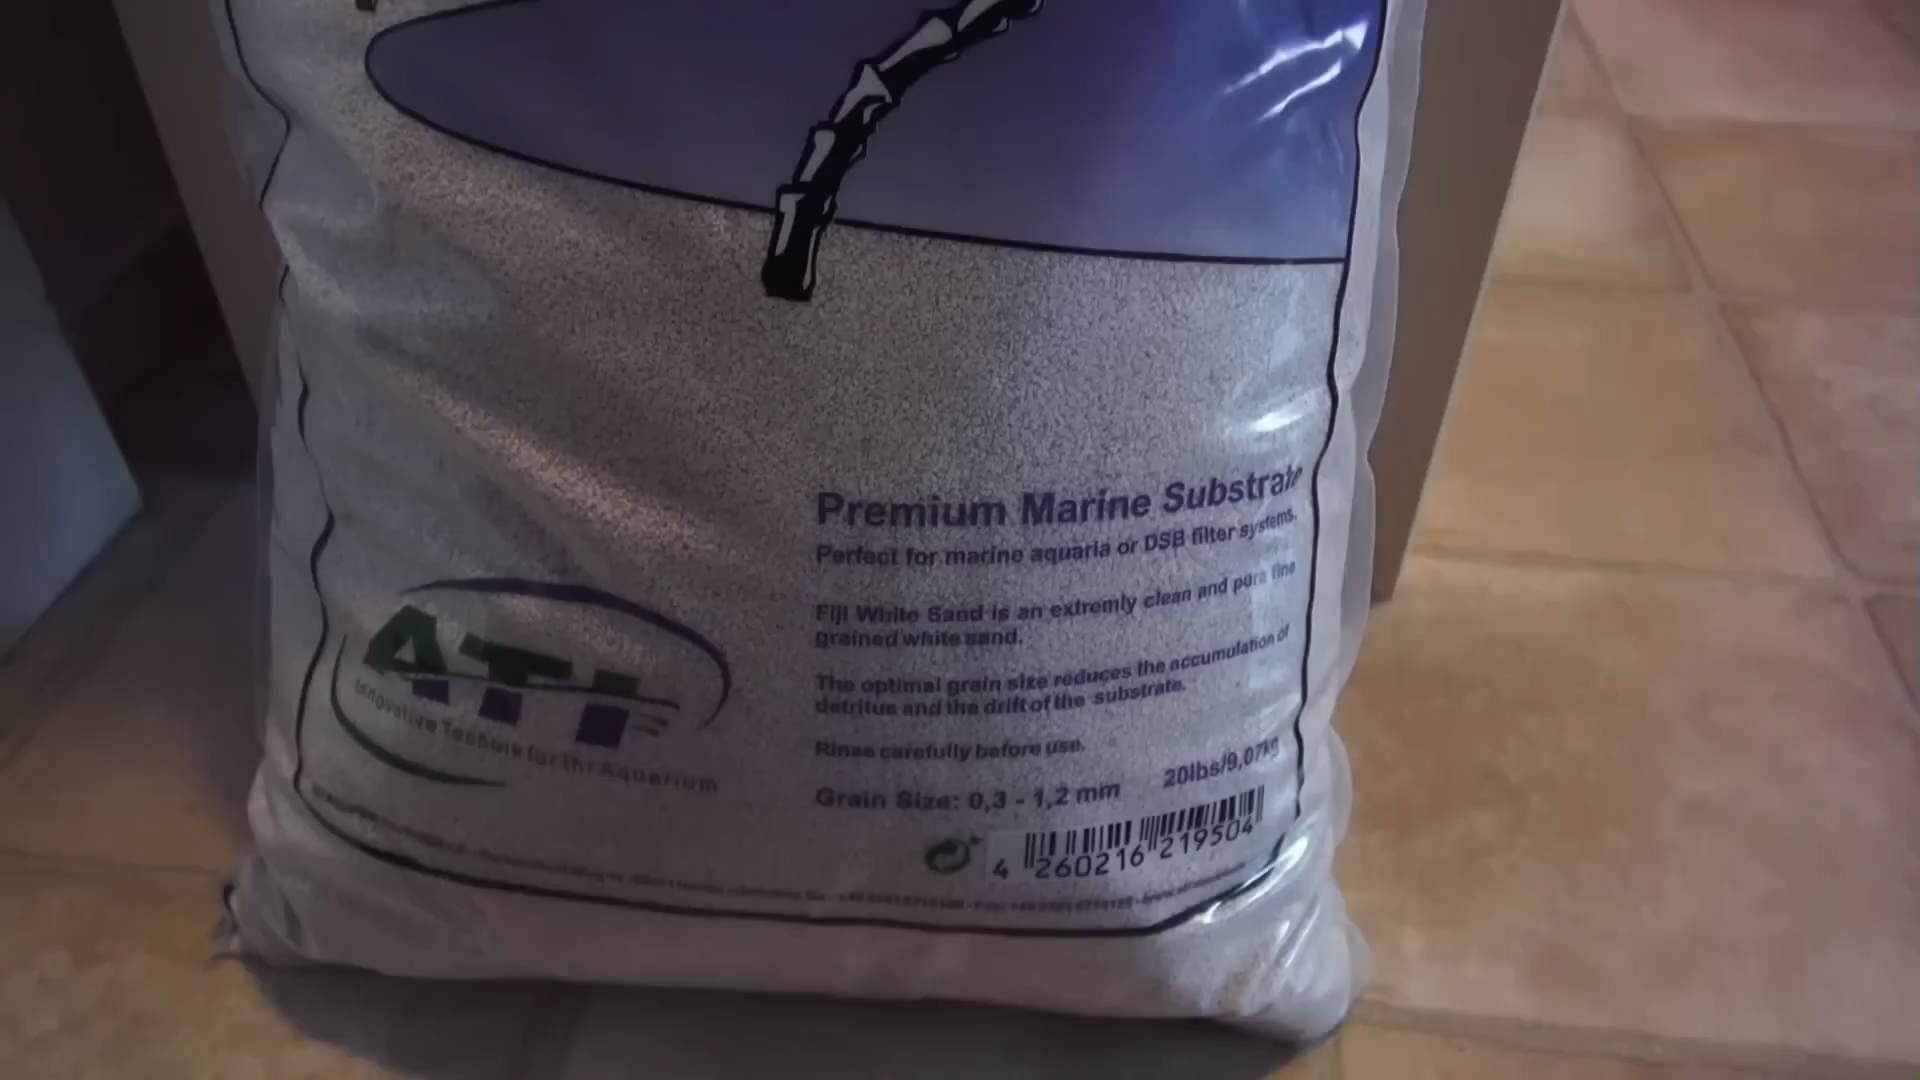 Premium Marine Substrate
Perfect for marine aquaria or DSB filter systems.
Fiji White Sand is an extremely clean and pure fine
grained white sand.
The optimal grain size reduces the accumulation of
detritus and the drift of the substrate.
Rinse carefully before use.
Grain Size: 0,3 - 1,2 mm 20lbs/9,07kg
ATI
Innovative Technik für Ihr Aquarium
4 260216 219504